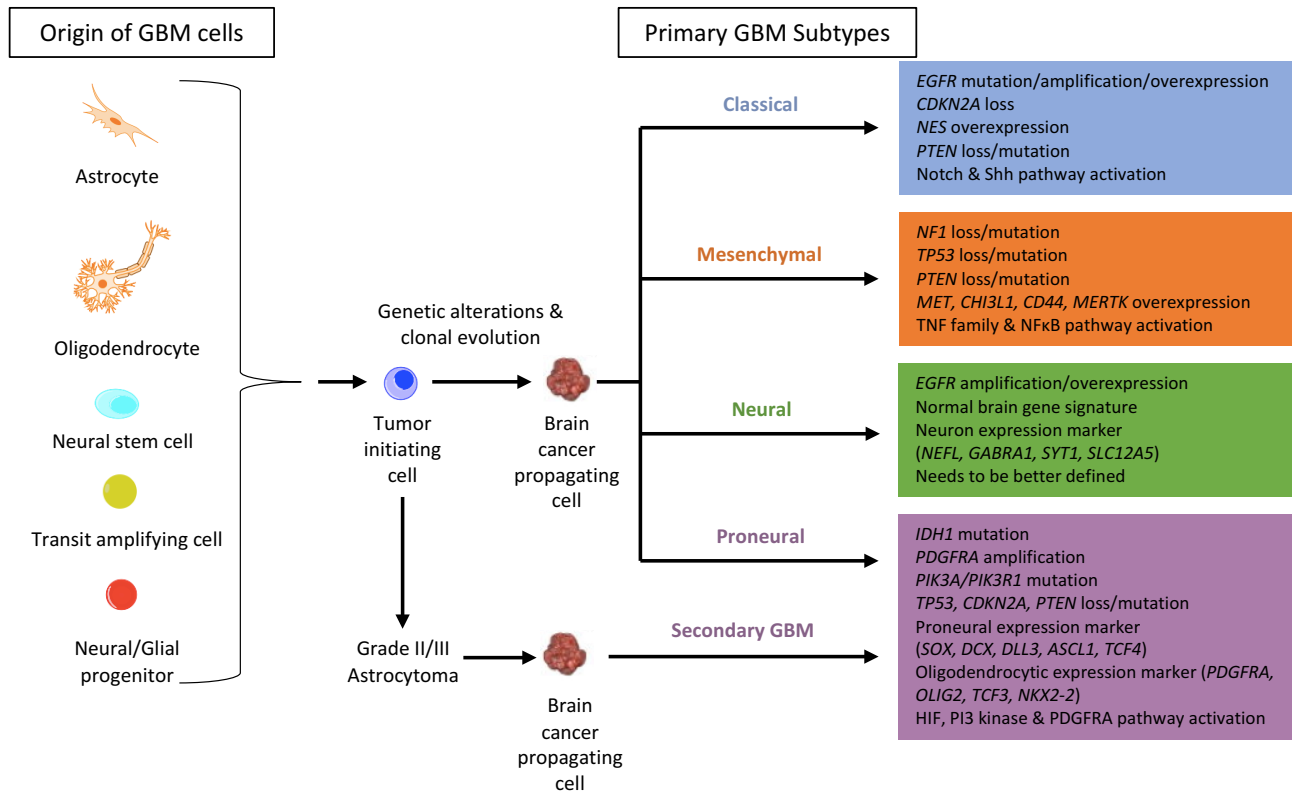 Origin of GBM cells
Astrocyte
Oligodendrocyte
Neural stem cell
Transit amplifying cell
Neural/Glial
progenitor
Genetic alterations &
clonal evolution
Tumor
initiating
cell
Brain
cancer
propagating
cell
Grade II/III
Astrocytoma
Brain
cancer
propagating
cell
Primary GBM Subtypes
Classical
EGFR mutation/amplification/overexpression
CDKN2A loss
NES overexpression
PTEN loss/mutation
Notch & Shh pathway activation
Mesenchymal
NF1 loss/mutation
TP53 loss/mutation
PTEN loss/mutation
MET, CHI3L1, CD44, MERTK overexpression
TNF family & NFκB pathway activation
Neural
EGFR amplification/overexpression
Normal brain gene signature
Neuron expression marker
(NEFL, GABRA1, SYT1, SLC12A5)
Needs to be better defined
Proneural
Secondary GBM
IDH1 mutation
PDGFRA amplification
PIK3A/PIK3R1 mutation
TP53, CDKN2A, PTEN loss/mutation
Proneural expression marker
(SOX, DCX, DLL3, ASCL1, TCF4)
Oligodendrocytic expression marker (PDGFRA,
OLIG2, TCF3, NKX2-2)
HIF, PI3 kinase & PDGFRA pathway activation